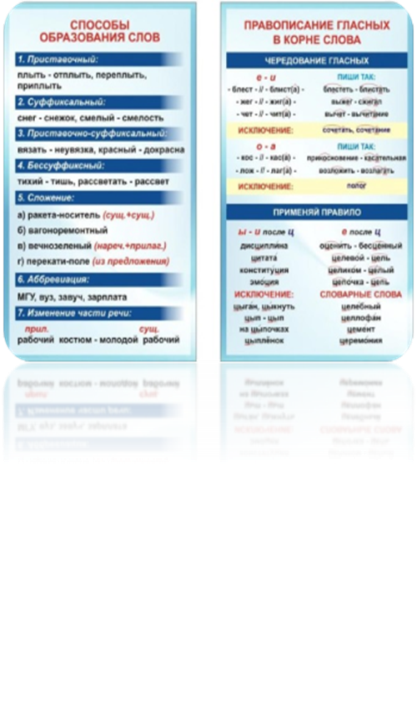 СПОСОБЫ
ОБРАЗОВАНИЯ СЛОВ
1. Приставочный:
плыть - отплыть, переплыть,
приплыть
2. Суффиксальный:
снег - снежок, смелый - смелость
3. Приставочно-суффиксальный:
вязать - неувязка, красный - докрасна
4. Бессуффиксный:
тихий - тишь, рассветать - рассвет
5. Сложение:
а) ракета-носитель (сущ.+сущ.)
б) вагоноремонтный
в) вечнозеленый (нареч.+прилаг.)
г) перекати-поле (из предложения)
6. Аббревиация:
МГУ, вуз, завуч, зарплата
7. Изменение части речи:
прил. сущ.
рабочий костюм - молодой рабочий
ПРАВОПИСАНИЕ ГЛАСНЫХ
В КОРНЕ СЛОВА
ЧЕРЕДОВАНИЕ ГЛАСНЫХ
е - и ПИШИ ТАК:
- блест - // - блист(а) - блестеть - блистать
- жег - // - жиг(а) - выжег - сжигал
- чет - // - чит(а) - вычет - вычитание
ИСКЛЮЧЕНИЕ: сочетать, сочетание
о - а ПИШИ ТАК:
- кос - // - кас(а) - прикосновение - касательная
- лож - // - лаг(а) - возложить - возлагать
ИСКЛЮЧЕНИЕ: полог
ПРИМЕНЯЙ ПРАВИЛО
ы - и после ц е после ц
дисциплина оценить - бесценный
цитата целевой - цель
конституция целиком - целый
эмоция цепочка - цепь
ИСКЛЮЧЕНИЕ: СЛОВАРНЫЕ СЛОВА
цыган, цыкнуть целебный
цып - цып целлофан
на цыпочках цемент
цыплёнок церемония